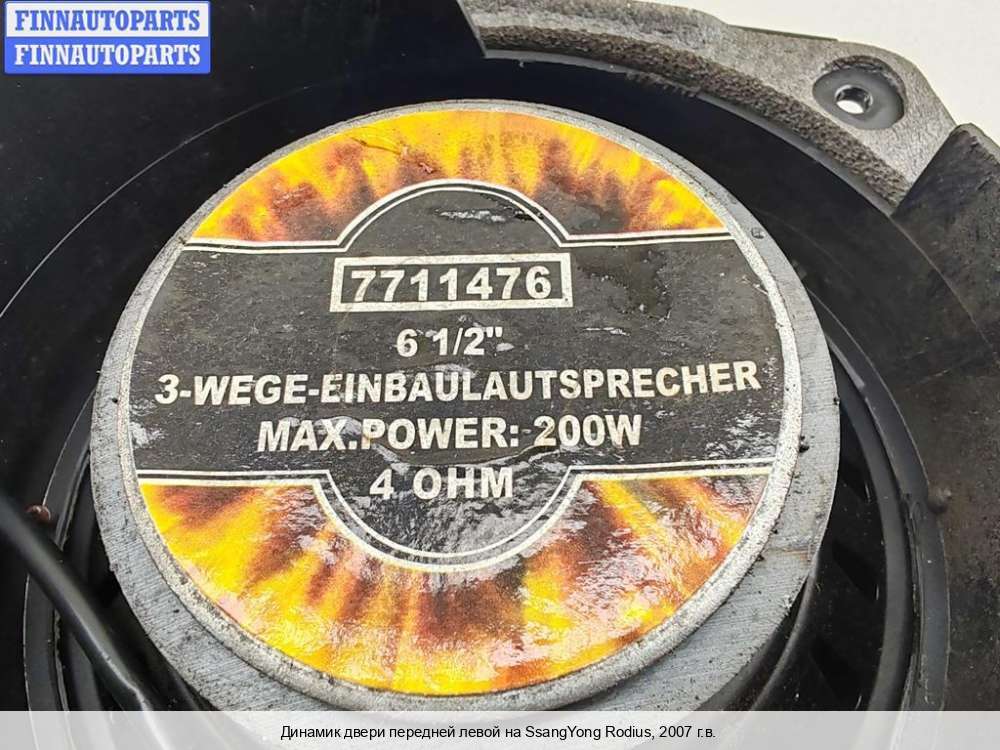 FINNAUTOPARTS
FINNAUTOPARTS
7711476
6 1/2"
3-WEGE-EINBAULAUTSPRECHER
MAX.POWER: 200W
4 OHM
Динамик двери передней левой на SsangYong Rodius, 2007 г.в.